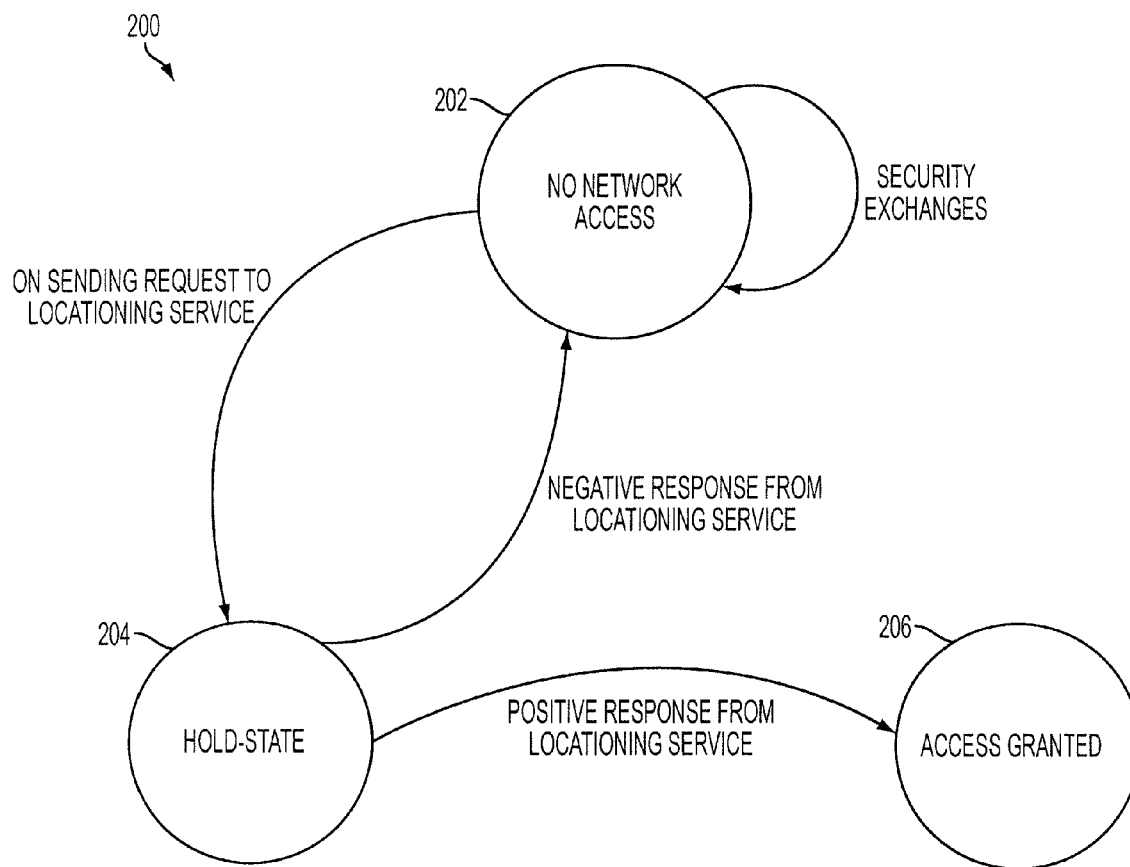 200
202
NO NETWORK
ACCESS
SECURITY
EXCHANGES
ON SENDING REQUEST TO
LOCATIONING SERVICE
NEGATIVE RESPONSE FROM
LOCATIONING SERVICE
204
HOLD-STATE
POSITIVE RESPONSE FROM
LOCATIONING SERVICE
206
ACCESS GRANTED